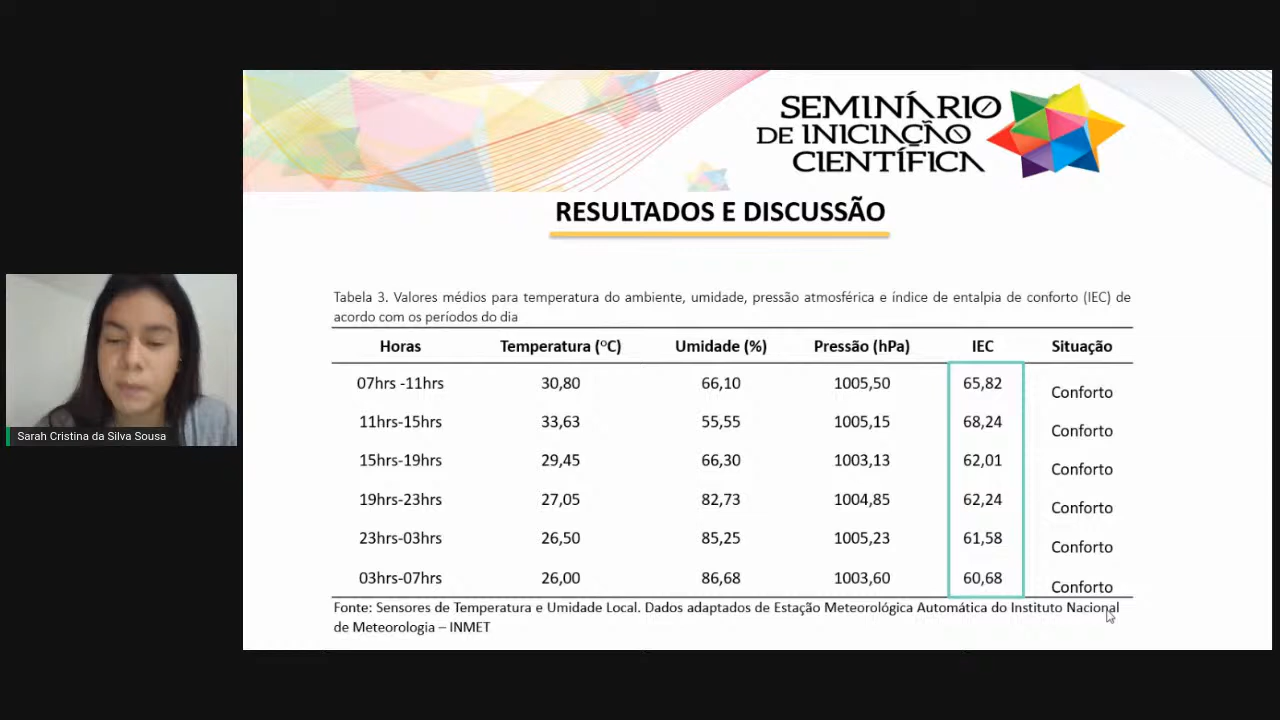 SEMINÁRIO
DE INICIAÇÃO
CIENTÍFICA
RESULTADOS E DISCUSSÃO
Tabela 3. Valores médios para temperatura do ambiente, umidade, pressão atmosférica e índice de entalpia de conforto (IEC) de
acordo com os períodos do dia
Horas Temperatura (°C) Umidade (%) Pressão (hPa) IEC Situação
07hrs -11hrs 30,80 66,10 1005,50 65,82 Conforto
11hrs-15hrs 33,63 55,55 1005,15 68,24 Conforto
15hrs-19hrs 29,45 66,30 1003,13 62,01 Conforto
19hrs-23hrs 27,05 82,73 1004,85 62,24 Conforto
23hrs-03hrs 26,50 85,25 1005,23 61,58 Conforto
03hrs-07hrs 26,00 86,68 1003,60 60,68 Conforto
Fonte: Sensores de Temperatura e Umidade Local. Dados adaptados de Estação Meteorológica Automática do Instituto Nacional
de Meteorologia – INMET
Sarah Cristina da Silva Sousa